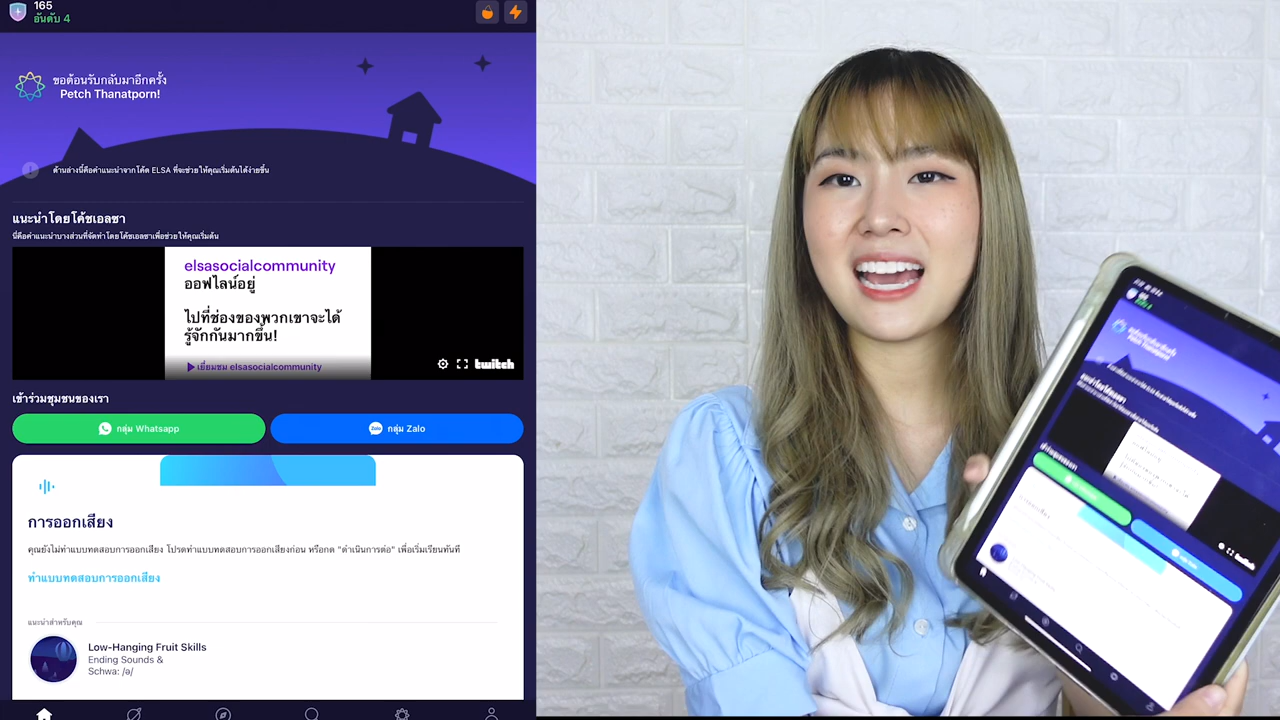 165
อันดับ 4
ขอต้อนรับกลับมาอีกครั้ง
Petch Thanatporn!
ด้านล่างนี้คือคำแนะนำจากโค้ด ELSA ที่จะช่วยให้คุณเริ่มต้นได้ง่ายขึ้น
แนะนำโดยโค้ชเอลซา
นี่คือคำแนะนำบางส่วนที่จัดทำโดยโค้ชเอลซาเพื่อช่วยให้คุณเริ่มต้น
elsasocialcommunity
ออฟไลน์อยู่
ไปที่ช่องของพวกเขาจะได้
รู้จักกันมากขึ้น!
เยี่ยมชม elsasocialcommunity
twitch
เข้าร่วมชุมชนของเรา
กลุ่ม Whatsapp
Zalo กลุ่ม Zalo
การออกเสียง
คุณยังไม่ทำแบบทดสอบการออกเสียง โปรดทำแบบทดสอบการออกเสียงก่อน หรือกด "ดำเนินการต่อ" เพื่อเริ่มเรียนทันที
ทำแบบทดสอบการออกเสียง
แนะนำสำหรับคุณ
Low-Hanging Fruit Skills
Ending Sounds &
Schwa: /ə/
Petch Thanatporn!